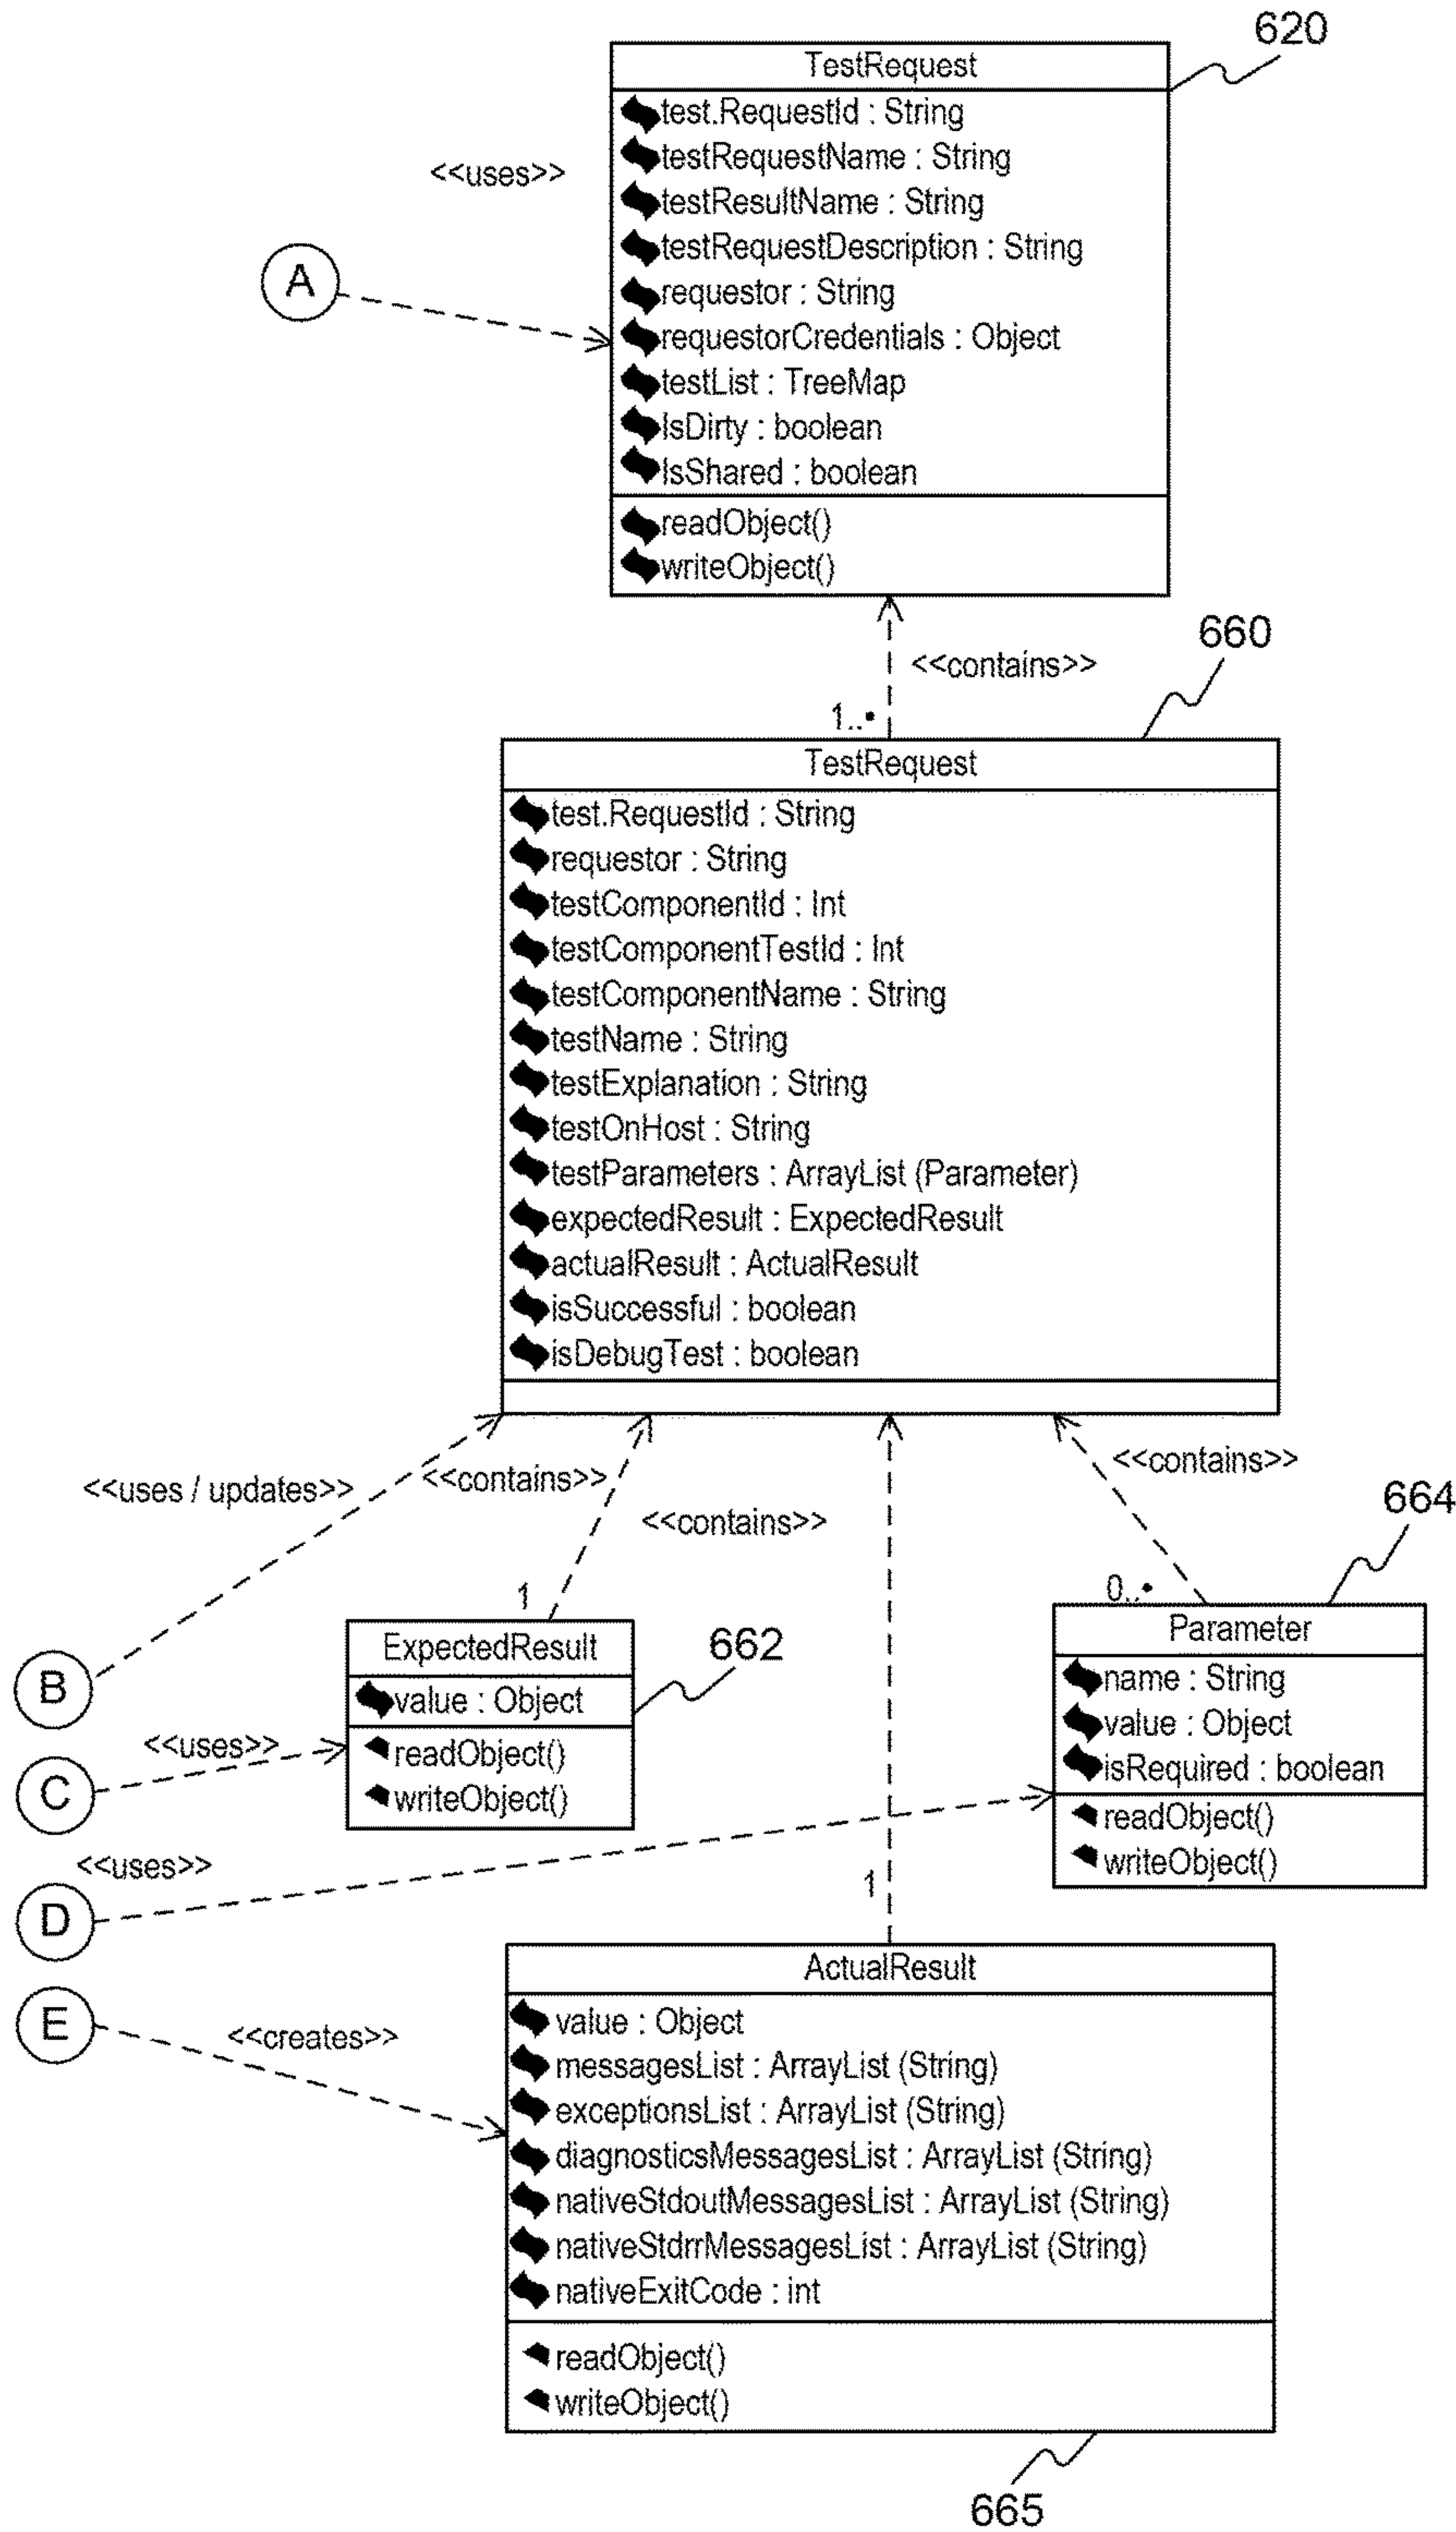 620
TestRequest
test.RequestId : String
testRequestName : String
<<uses>>
testResultName : String
testRequestDescription : String
A
requestor : String
requestorCredentials : Object
testList : TreeMap
IsDirty : boolean
IsShared : boolean
readObject()
writeObject()
660
<<contains>>
1..*
TestRequest
test.RequestId : String
requestor : String
testComponentId : Int
testComponentTestId : Int
testComponentName : String
testName : String
testExplanation : String
testOnHost : String
testParameters : ArrayList (Parameter)
expectedResult : ExpectedResult
actualResult : ActualResult
isSuccessful : boolean
isDebugTest : boolean
<<uses / updates>>
<<contains>>
<<contains>>
<<contains>>
664
1
0..*
ExpectedResult
662
value : Object
readObject()
writeObject()
Parameter
name : String
value : Object
isRequired : boolean
readObject()
writeObject()
B
<<uses>>
C
<<uses>>
D
1
E
<<creates>>
ActualResult
value : Object
messagesList : ArrayList (String)
exceptionsList : ArrayList (String)
diagnosticsMessagesList : ArrayList (String)
nativeStdoutMessagesList : ArrayList (String)
nativeStdrrMessagesList : ArrayList (String)
nativeExitCode : int
readObject()
writeObject()
665